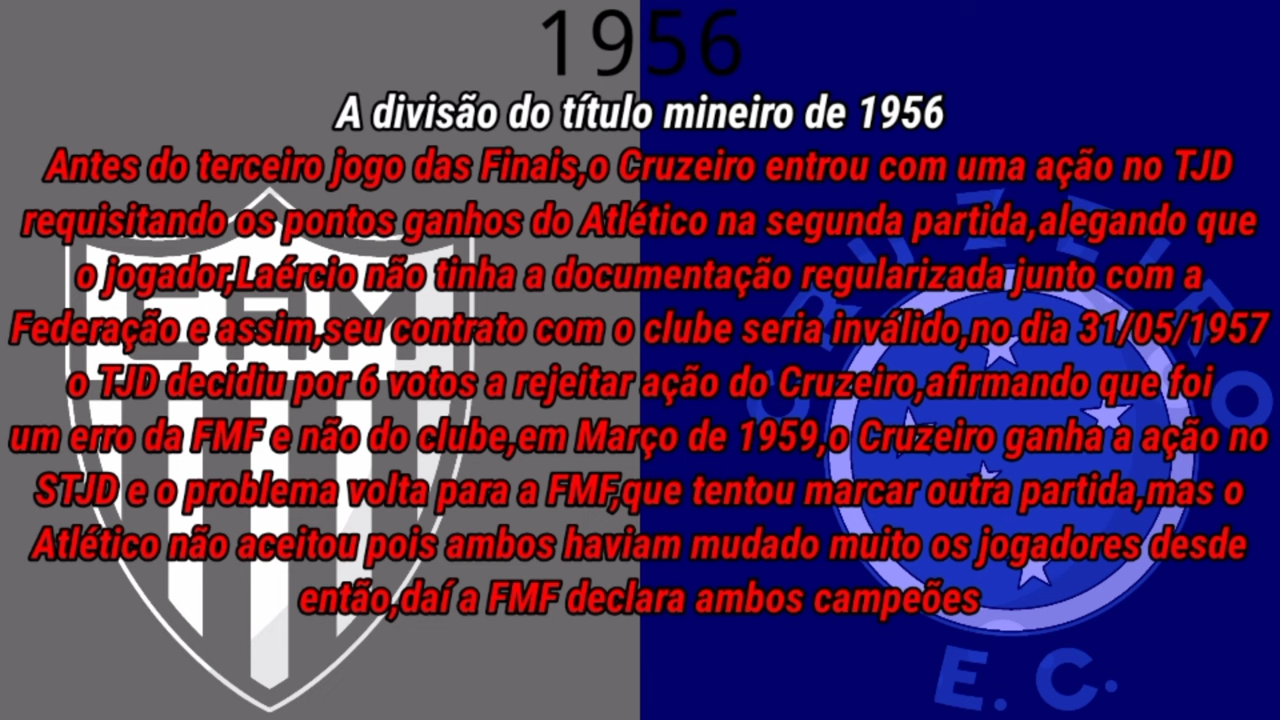 1956
A divisão do título mineiro de 1956
Antes do terceiro jogo das Finais,o Cruzeiro entrou com uma ação no TJD
requisitando os pontos ganhos do Atlético na segunda partida,alegando que
o jogador,Laércio não tinha a documentação regularizada junto com a
Federação e assim,seu contrato com o clube seria inválido,no dia 31/05/1957
o TJD decidiu por 6 votos a rejeitar ação do Cruzeiro,afirmando que foi
um erro da FMF e não do clube,em Março de 1959,o Cruzeiro ganha a ação no
STJD e o problema volta para a FMF,que tentou marcar outra partida,mas o
Atlético não aceitou pois ambos haviam mudado muito os jogadores desde
então,daí a FMF declara ambos campeões
CAM
CRUZEIRO
E. C.